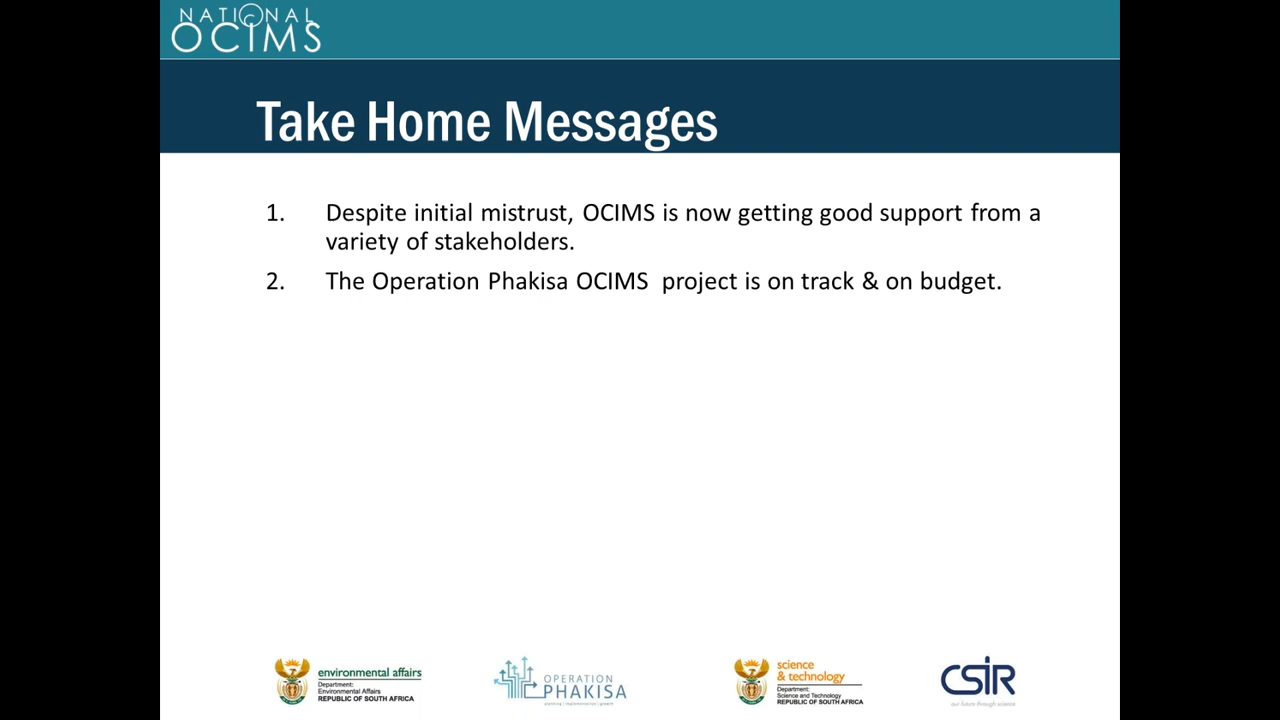 NATIONAL
OCIMS
Take Home Messages
1. Despite initial mistrust, OCIMS is now getting good support from a
variety of stakeholders.
2. The Operation Phakisa OCIMS project is on track & on budget.
environmental affairs
Department:
Environmental Affairs
REPUBLIC OF SOUTH AFRICA
OPERATION
PHAKISA
planning | implementation | growth
science
& technology
Department:
Science and Technology
REPUBLIC OF SOUTH AFRICA
CSIR
our future through science